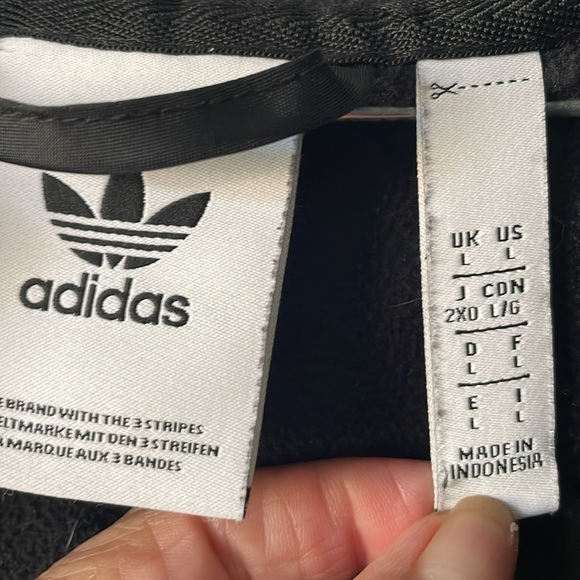 adidas
BRAND WITH THE 3 STRIPES
MARQUE AUX 3 BANDES
MIT DEN 3 STREIFEN
UK US
L L
J CDN
2XO L/G
D F
L L
E I
L L
MADE IN
INDONESIA